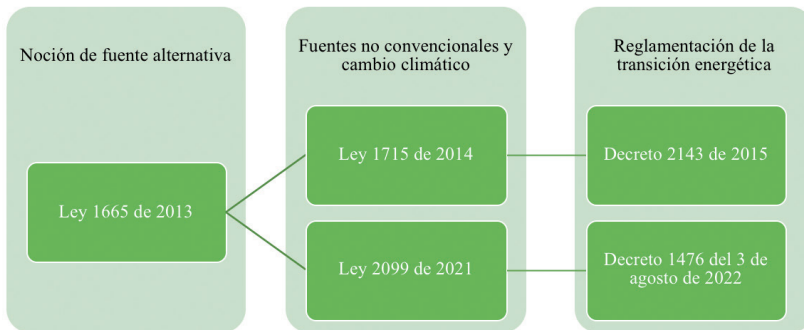 Noción de fuente alternativa
Ley 1665 de 2013
Fuentes no convencionales y
cambio climático
Ley 1715 de 2014
Ley 2099 de 2021
Reglamentación de la
transición energética
Decreto 2143 de 2015
Decreto 1476 del 3 de
agosto de 2022